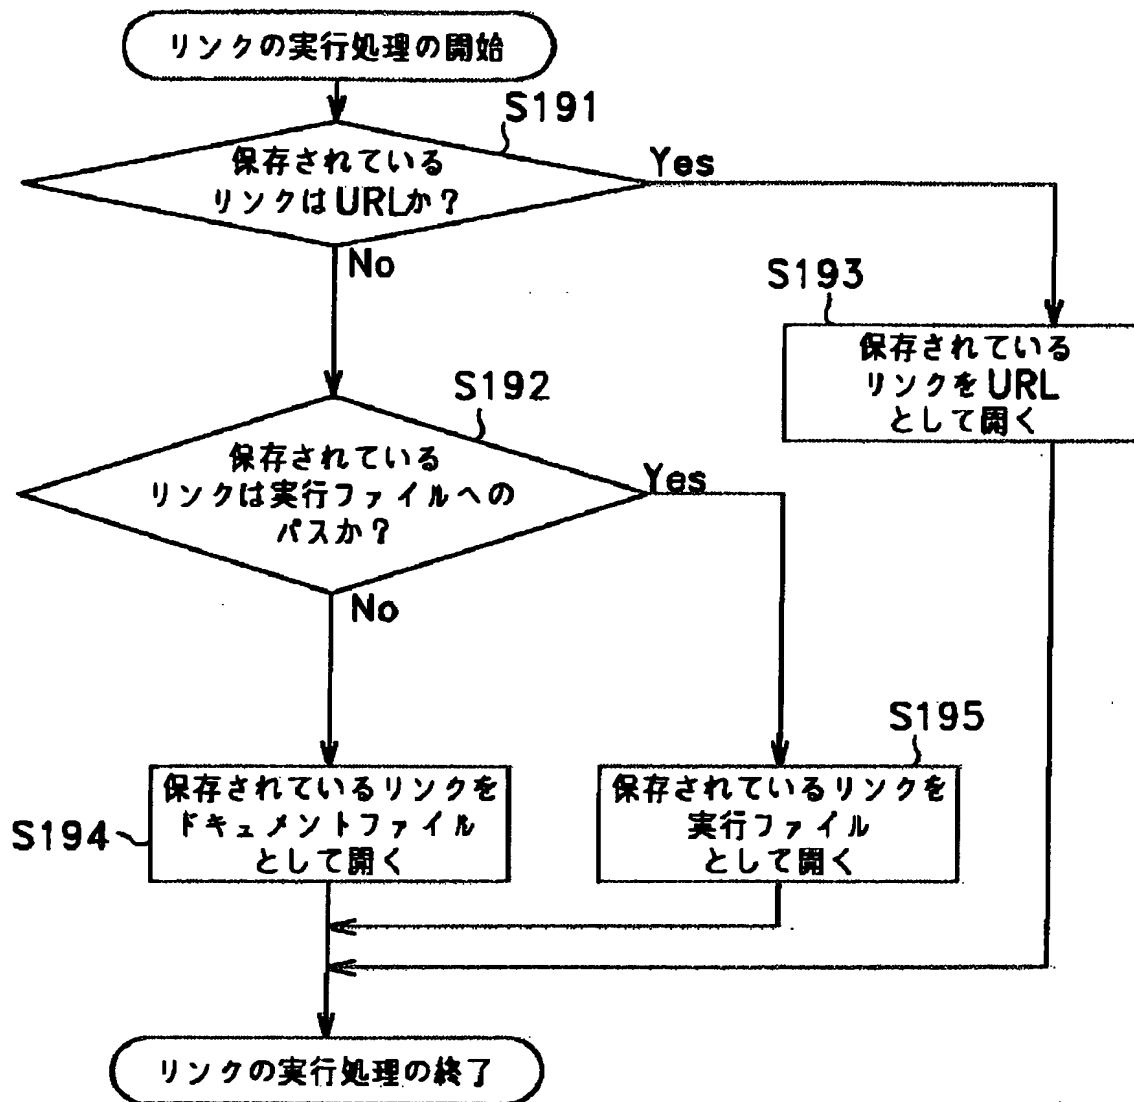 リンクの実行処理の開始
S191
保存されている
リンクはURLか?
Yes
No
S193
保存されている
リンクをURL
として開く
S192
保存されている
リンクは実行ファイルへの
パスか?
Yes
No
S195
保存されているリンクを
実行ファイル
として開く
S194
保存されているリンクを
ドキュメントファイル
として開く
リンクの実行処理の終了